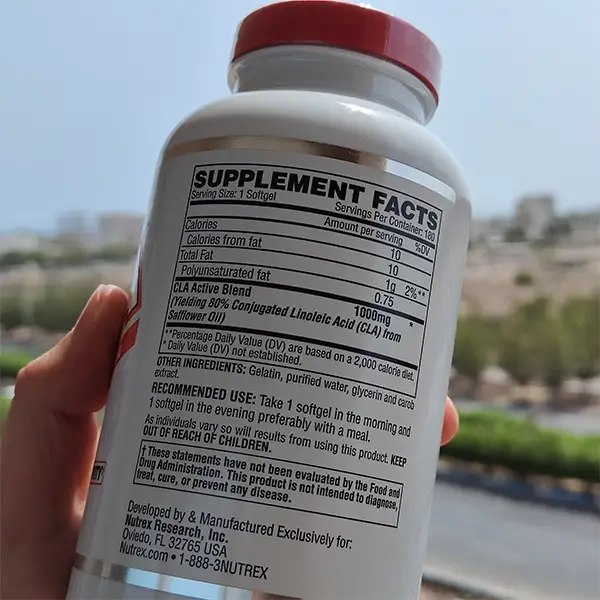 SUPPLEMENT FACTS
Serving Size: 1 Softgel Servings Per Container: 180
Amount per serving %DV
Calories 10
Calories from fat 10
Total Fat 1g 2%**
Polyunsaturated fat 0.75
CLA Active Blend 1000mg *
(Yielding 80% Conjugated Linoleic Acid (CLA) from
Safflower Oil)
**Percentage Daily Value (DV) are based on a 2,000 calorie diet.
* Daily Value (DV) not established.
OTHER INGREDIENTS: Gelatin, purified water, glycerin and carob
extract.
RECOMMENDED USE: Take 1 softgel in the morning and
1 softgel in the evening preferably with a meal.
As individuals vary so will results from using this product. KEEP
OUT OF REACH OF CHILDREN.
† These statements have not been evaluated by the Food and
Drug Administration. This product is not intended to diagnose,
treat, cure, or prevent any disease.
Developed by & Manufactured Exclusively for:
Nutrex Research, Inc.
Oviedo, FL 32765 USA
Nutrex.com • 1-888-3NUTREX